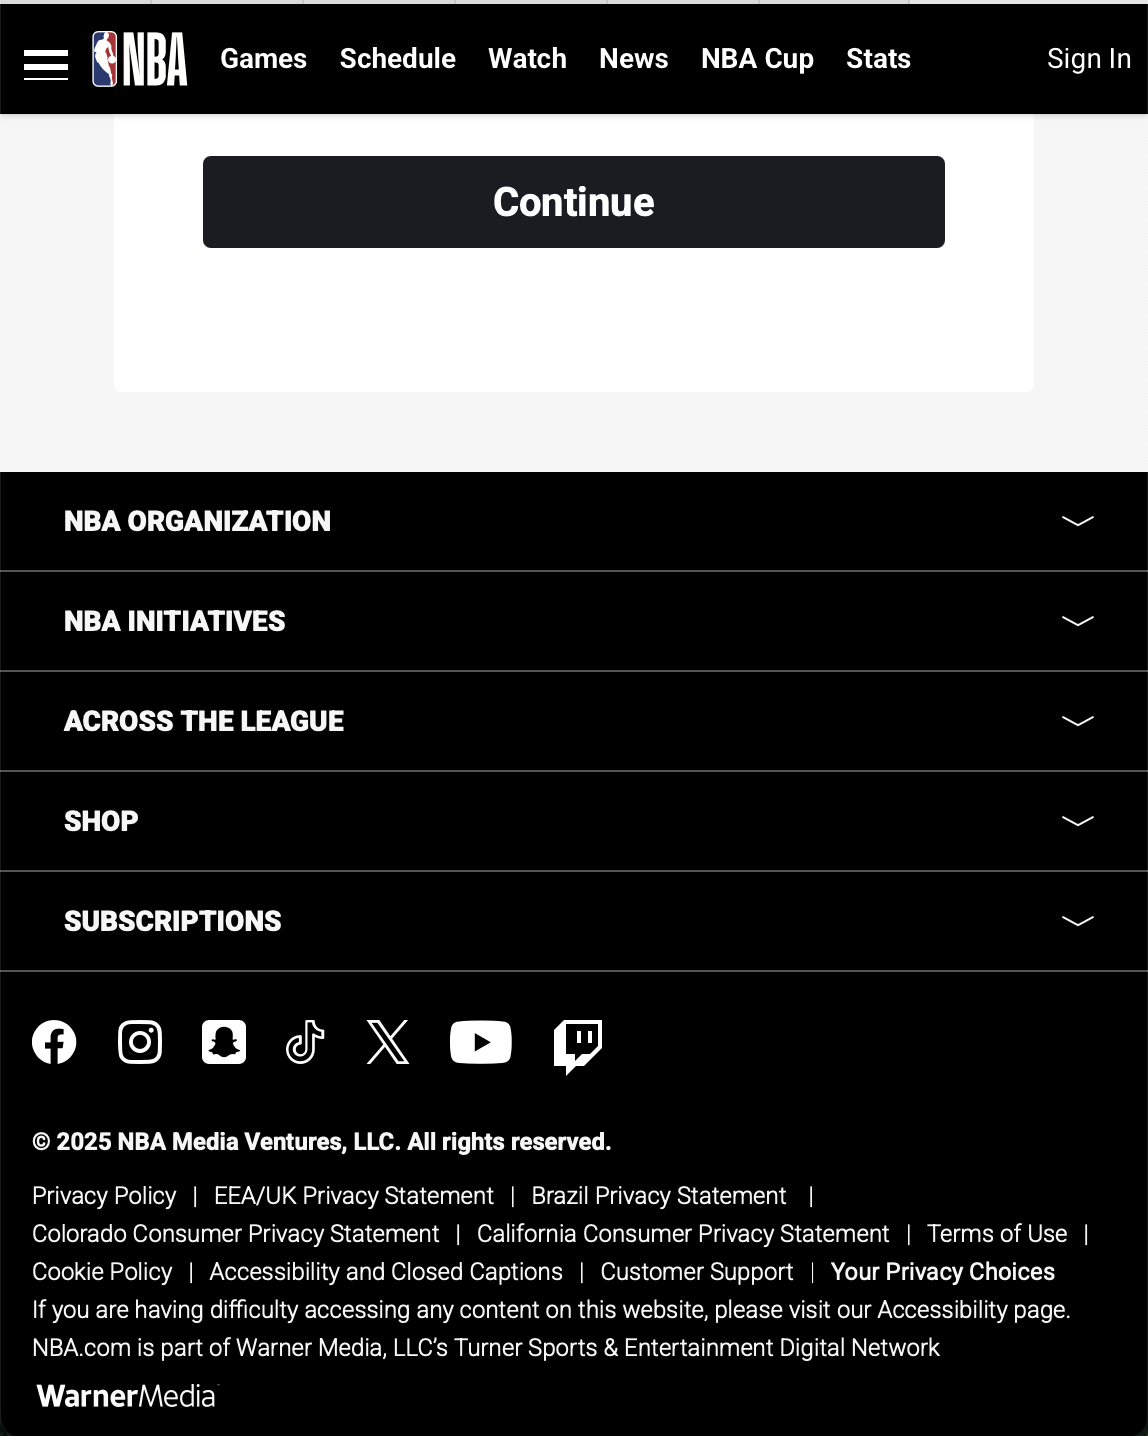 NBA Games Schedule Watch News NBA Cup Stats Sign In
Continue
NBA ORGANIZATION
NBA INITIATIVES
ACROSS THE LEAGUE
SHOP
SUBSCRIPTIONS
© 2025 NBA Media Ventures, LLC. All rights reserved.
Privacy Policy | EEA/UK Privacy Statement | Brazil Privacy Statement |
Colorado Consumer Privacy Statement | California Consumer Privacy Statement | Terms of Use |
Cookie Policy | Accessibility and Closed Captions | Customer Support | Your Privacy Choices
If you are having difficulty accessing any content on this website, please visit our Accessibility page.
NBA.com is part of Warner Media, LLC’s Turner Sports & Entertainment Digital Network
WarnerMedia